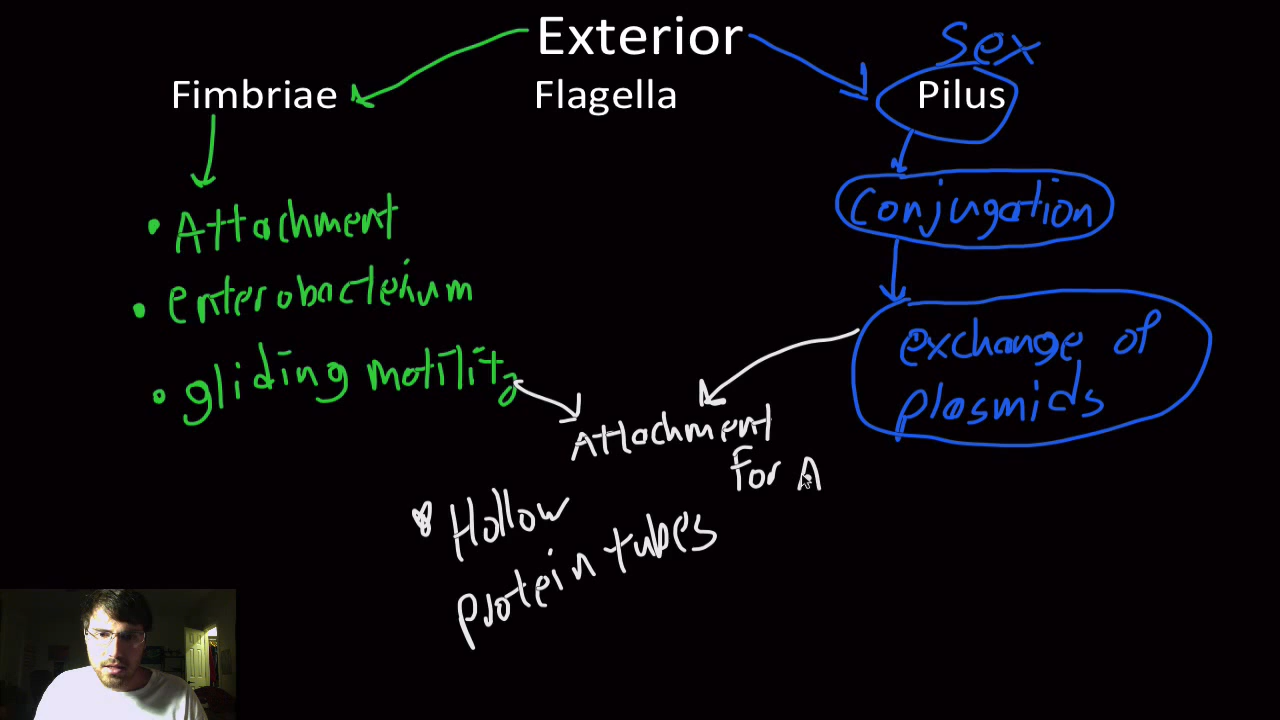 Exterior
Sex
Fimbriae
Flagella
Pilus
• Attachment
• enterobacterium
• gliding motility
Conjugation
exchange of
plasmids
Attachment
For A
Hollow
protein tubes